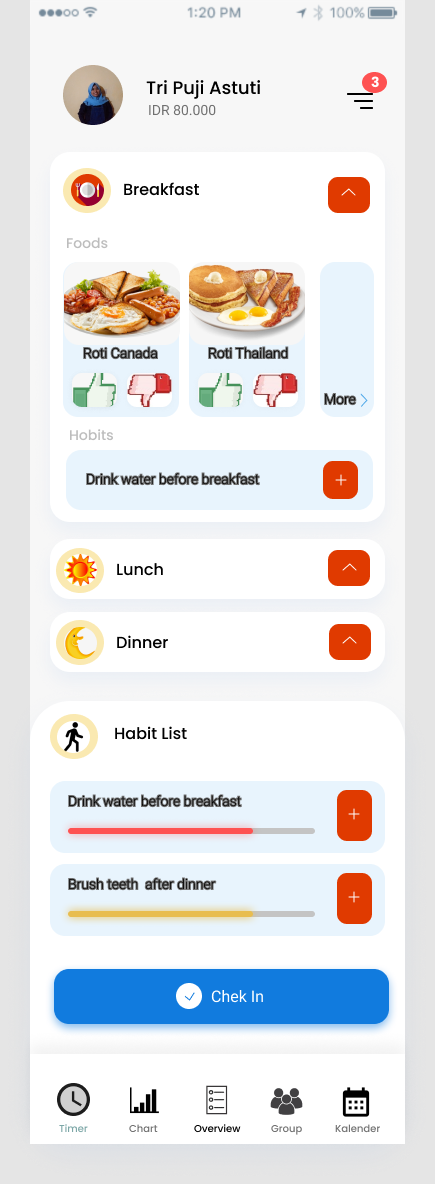 1:20 PM
100%
Tri Puji Astuti
3
IDR 80.000
Breakfast
Foods
Roti Canada
Roti Thailand
More
Hobits
Drink water before breakfast
+
Lunch
Dinner
Habit List
Drink water before breakfast
+
Brush teeth after dinner
+
Chek In
Timer
Chart
Overview
Group
Kalender